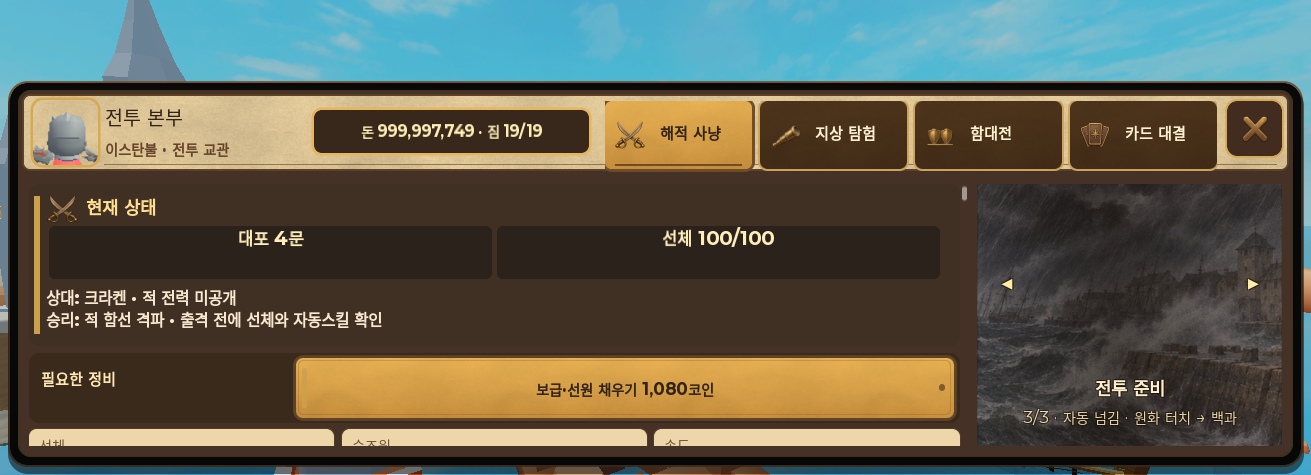 전투 본부
이스탄불 • 전투 교관
돈 999,997,749 · 짐 19/19
해적 사냥
지상 탐험
함대전
카드 대결
현재 상태
대포 4문
선체 100/100
상대: 크라켄 • 적 전력 미공개
승리: 적 함선 격파 • 출격 전에 선체와 자동스킬 확인
필요한 정비
보급·선원 채우기 1,080코인
전투 준비
3/3 · 자동 넘김 · 원화 터치 → 백과
선체
속도